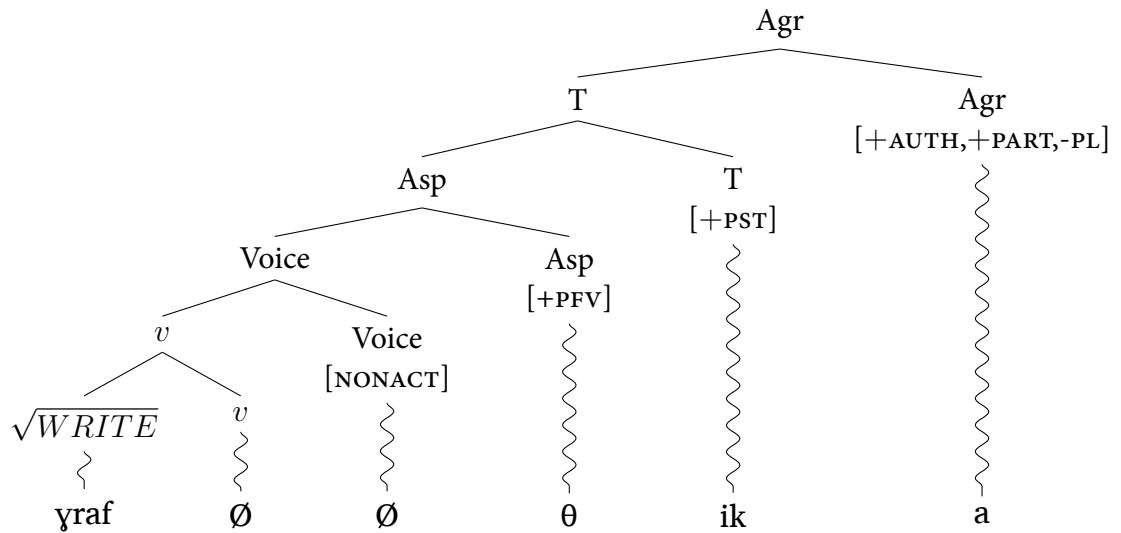 Agr
T Agr
[+AUTH,+PART,-PL]
Asp T
[+PST]
Voice Asp
[+PFV]
v Voice
[NONACT]
√WRITE v
ɣraf Ø Ø θ ik a